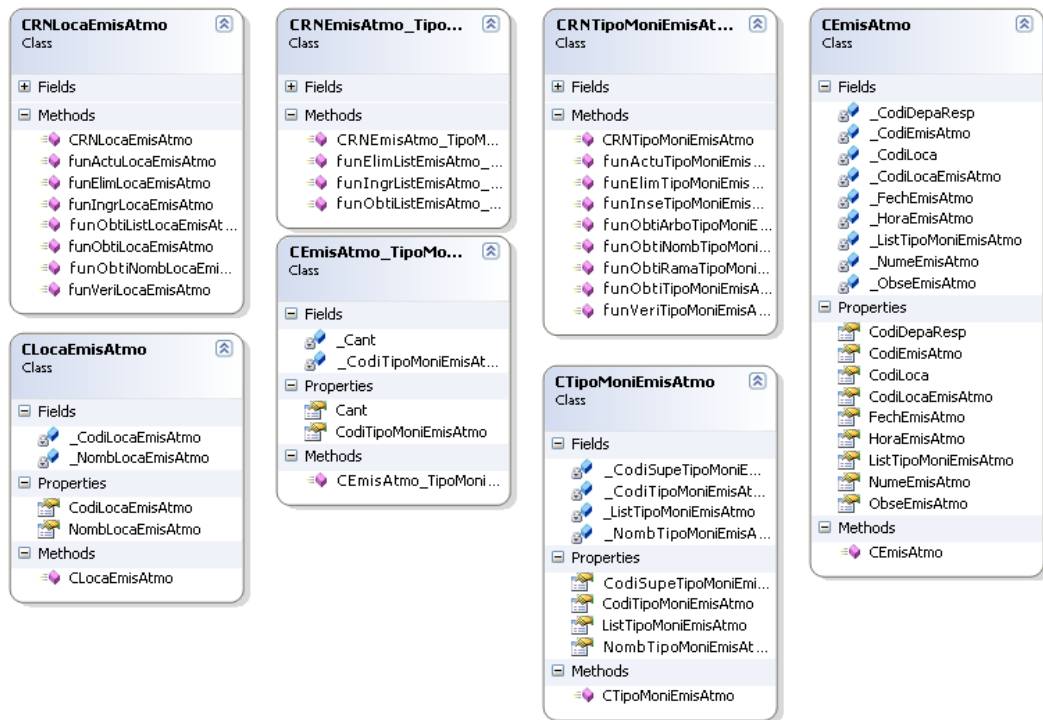 CRNLocaEmisAtmo
Class
Fields
Methods
CRNLocaEmisAtmo
funActuLocaEmisAtmo
funElimLocaEmisAtmo
funIngrLocaEmisAtmo
funObtiListLocaEmisAt...
funObtiLocaEmisAtmo
funObtiNombLocaEmi...
funVeriLocaEmisAtmo
CLocaEmisAtmo
Class
Fields
_CodiLocaEmisAtmo
_NombLocaEmisAtmo
Properties
CodiLocaEmisAtmo
NombLocaEmisAtmo
Methods
CLocaEmisAtmo
CRNEmisAtmo_Tipo...
Class
Fields
Methods
CRNEmisAtmo_TipoM...
funElimListEmisAtmo_...
funIngrListEmisAtmo_...
funObtiListEmisAtmo_...
CEmisAtmo_TipoMo...
Class
Fields
_Cant
_CodiTipoMoniEmisAt...
Properties
Cant
CodiTipoMoniEmisAtmo
Methods
CEmisAtmo_TipoMoni...
CRNTipoMoniEmisAt...
Class
Fields
Methods
CRNTipoMoniEmisAtmo
funActuTipoMoniEmis...
funElimTipoMoniEmis...
funInseTipoMoniEmis...
funObtiArboTipoMoniE...
funObtiNombTipoMoni...
funObtiRamaTipoMoni...
funObtiTipoMoniEmisA...
funVeriTipoMoniEmisA...
CTipoMoniEmisAtmo
Class
Fields
_CodiSupeTipoMoniE...
_CodiTipoMoniEmisAt...
_ListTipoMoniEmisAtmo
_NombTipoMoniEmisA...
Properties
CodiSupeTipoMoniEmi...
CodiTipoMoniEmisAtmo
ListTipoMoniEmisAtmo
NombTipoMoniEmisAt...
Methods
CTipoMoniEmisAtmo
CEmisAtmo
Class
Fields
_CodiDepaResp
_CodiEmisAtmo
_CodiLoca
_CodiLocaEmisAtmo
_FechEmisAtmo
_HoraEmisAtmo
_ListTipoMoniEmisAtmo
_NumeEmisAtmo
_ObseEmisAtmo
Properties
CodiDepaResp
CodiEmisAtmo
CodiLoca
CodiLocaEmisAtmo
FechEmisAtmo
HoraEmisAtmo
ListTipoMoniEmisAtmo
NumeEmisAtmo
ObseEmisAtmo
Methods
CEmisAtmo